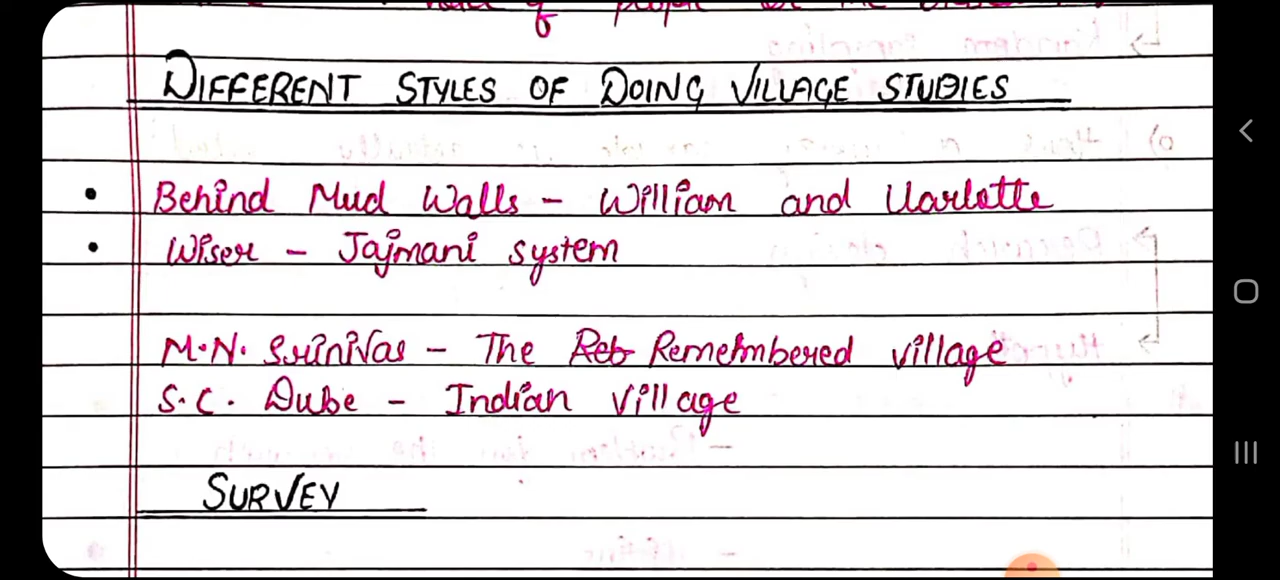 DIFFERENT STYLES OF DOING VILLAGE STUDIES
• Behind Mud Walls - William and Uarlotte
• Wiser - Jajmani system
M.N. Srinivas - The Reb Remembered village
S.C. Dube - Indian Village
SURVEY